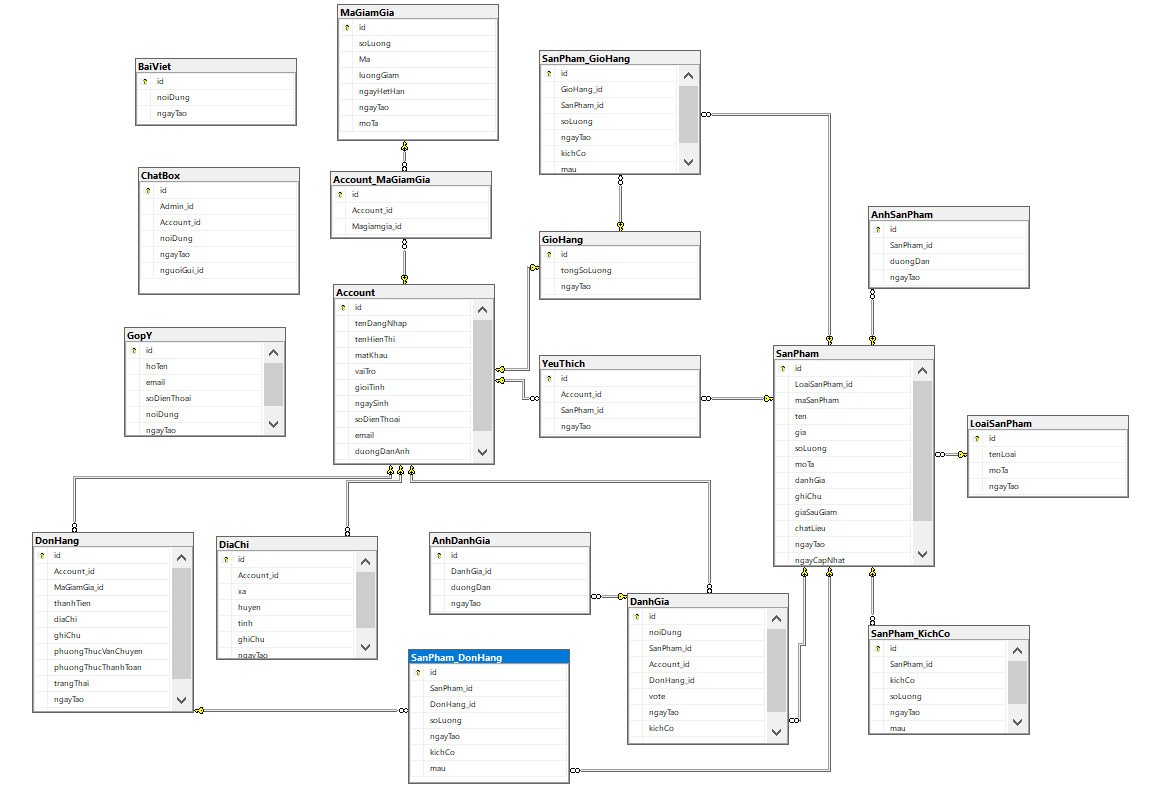 MaGiamGia
id
soLuong
Ma
luongGiam
ngayHetHan
ngayTao
moTa
BaiViet
id
noiDung
ngayTao
SanPham_GioHang
id
GioHang_id
SanPham_id
soLuong
ngayTao
kichCo
mau
ChatBox
id
Admin_id
Account_id
noiDung
ngayTao
nguoiGui_id
Account_MaGiamGia
id
Account_id
Magiamgia_id
AnhSanPham
id
SanPham_id
duongDan
ngayTao
GioHang
id
tongSoLuong
ngayTao
Account
id
tenDangNhap
tenHienThi
matKhau
vaiTro
gioiTinh
ngaySinh
soDienThoai
email
duongDanAnh
GopY
id
hoTen
email
soDienThoai
noiDung
ngayTao
YeuThich
id
Account_id
SanPham_id
ngayTao
SanPham
id
LoaiSanPham_id
maSanPham
ten
gia
soLuong
moTa
danhGia
ghiChu
giaSauGiam
chatLieu
ngayTao
ngayCapNhat
LoaiSanPham
id
tenLoai
moTa
ngayTao
DonHang
id
Account_id
MaGiamGia_id
thanhTien
diaChi
ghiChu
phuongThucVanChuyen
phuongThucThanhToan
trangThai
ngayTao
DiaChi
id
Account_id
xa
huyen
tinh
ghiChu
ngayTao
AnhDanhGia
id
DanhGia_id
duongDan
ngayTao
DanhGia
id
noiDung
SanPham_id
Account_id
DonHang_id
vote
ngayTao
kichCo
SanPham_DonHang
id
SanPham_id
DonHang_id
soLuong
ngayTao
kichCo
mau
SanPham_KichCo
id
SanPham_id
kichCo
soLuong
ngayTao
mau